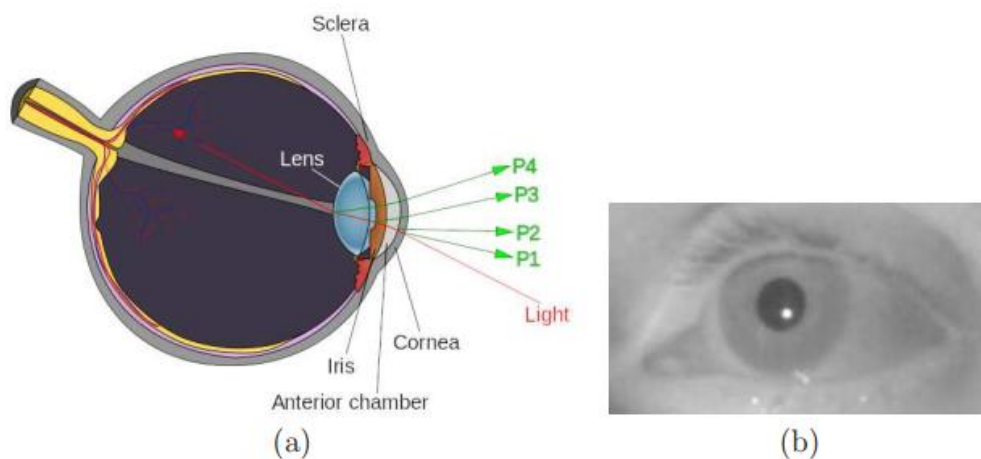 Sclera
Lens
P4
P3
P2
P1
Light
Cornea
Iris
Anterior chamber
(a)
(b)